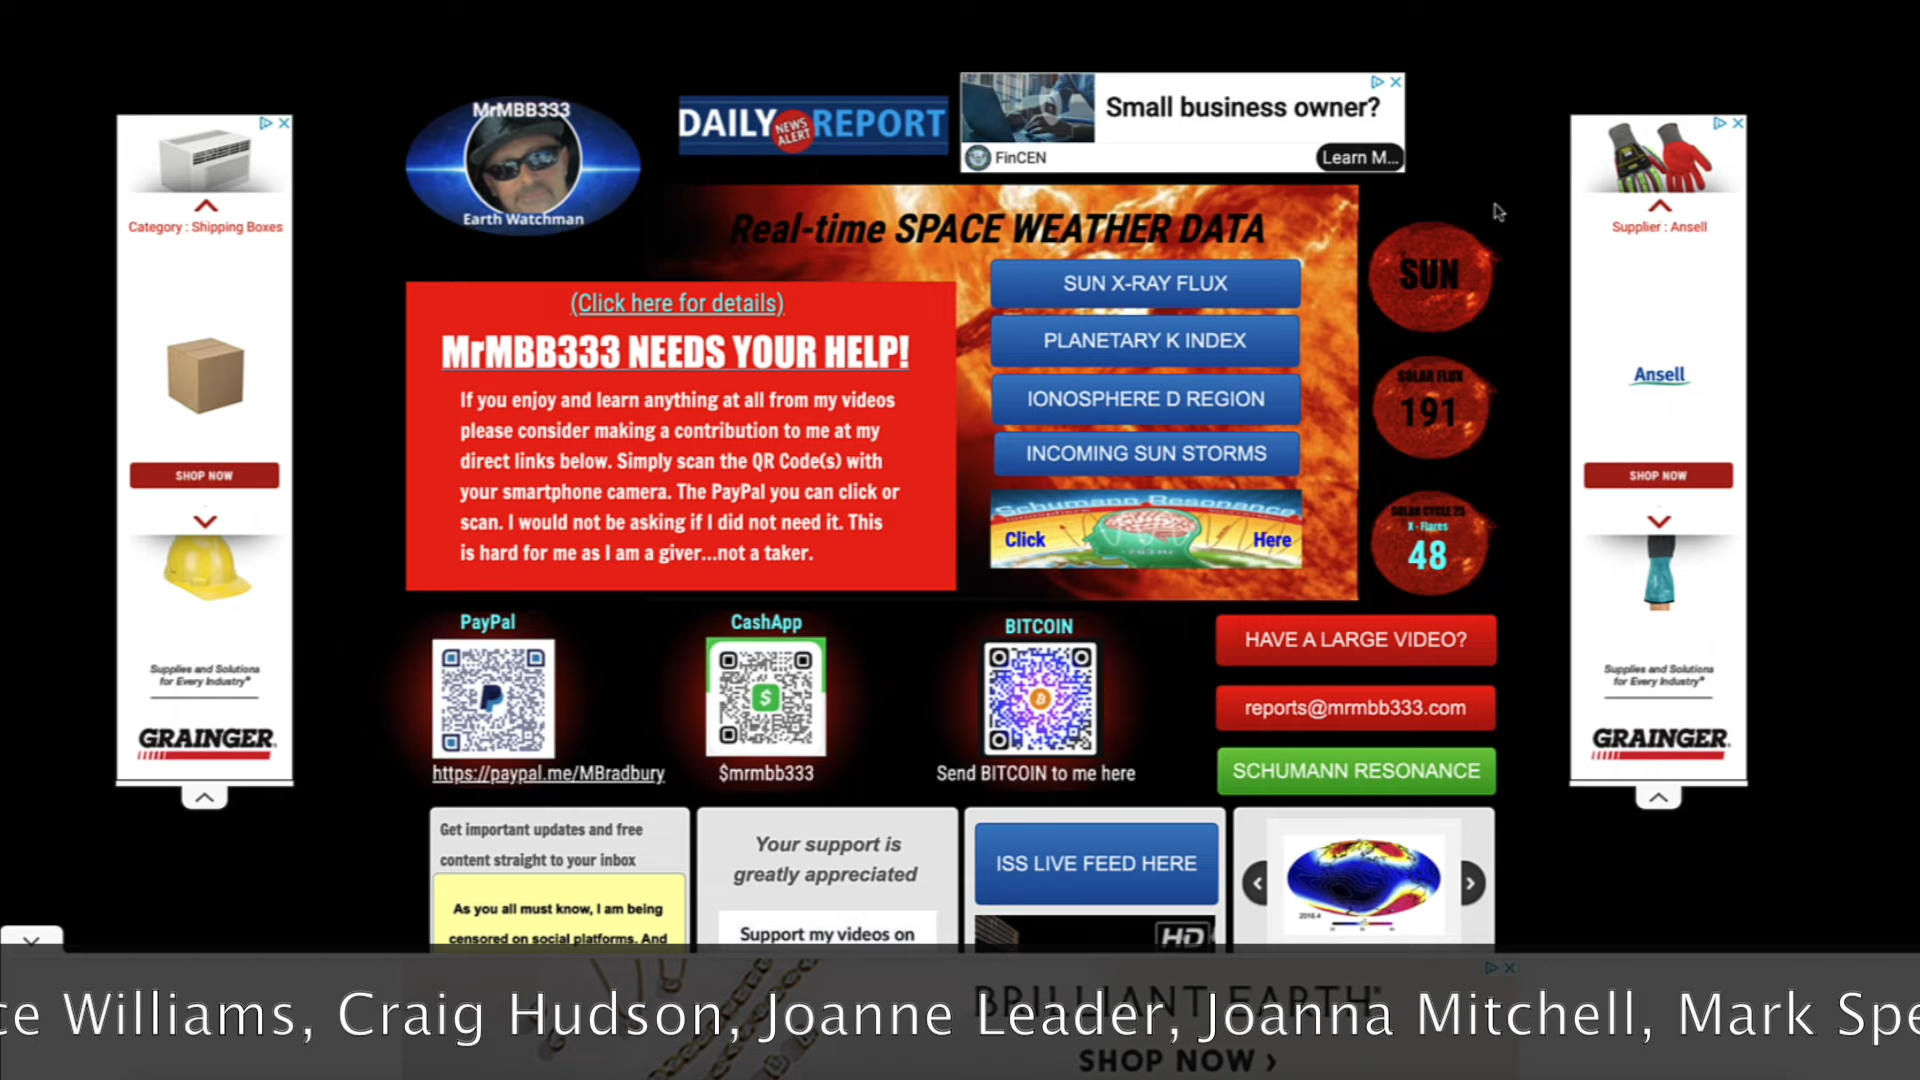 MrMBB333
Earth Watchman
DAILY NEWS ALERT REPORT
Small business owner?
FinCEN
Learn M...
Category : Shipping Boxes
SHOP NOW
Supplies and Solutions
for Every Industry®
GRAINGER
Real-time SPACE WEATHER DATA
SUN X-RAY FLUX
PLANETARY K INDEX
IONOSPHERE D REGION
INCOMING SUN STORMS
Schumann Resonance
Click
Here
SUN
SOLAR FLUX
191
SOLAR CYCLE 25
X - Flares
48
(Click here for details)
MrMBB333 NEEDS YOUR HELP!
If you enjoy and learn anything at all from my videos
please consider making a contribution to me at my
direct links below. Simply scan the QR Code(s) with
your smartphone camera. The PayPal you can click or
scan. I would not be asking if I did not need it. This
is hard for me as I am a giver...not a taker.
Supplier : Ansell
Ansell
SHOP NOW
Supplies and Solutions
for Every Industry®
GRAINGER
PayPal
CashApp
BITCOIN
https://paypal.me/MBradbury
$mrmbb333
Send BITCOIN to me here
HAVE A LARGE VIDEO?
reports@mrmbb333.com
SCHUMANN RESONANCE
Get important updates and free
content straight to your inbox
As you all must know, I am being
censored on social platforms. And
Your support is
greatly appreciated
Support my videos on
ISS LIVE FEED HERE
HD
2016.4
BRILLIANT EARTH
ce Williams, Craig Hudson, Joanne Leader, Joanna Mitchell, Mark Spe
SHOP NOW ›